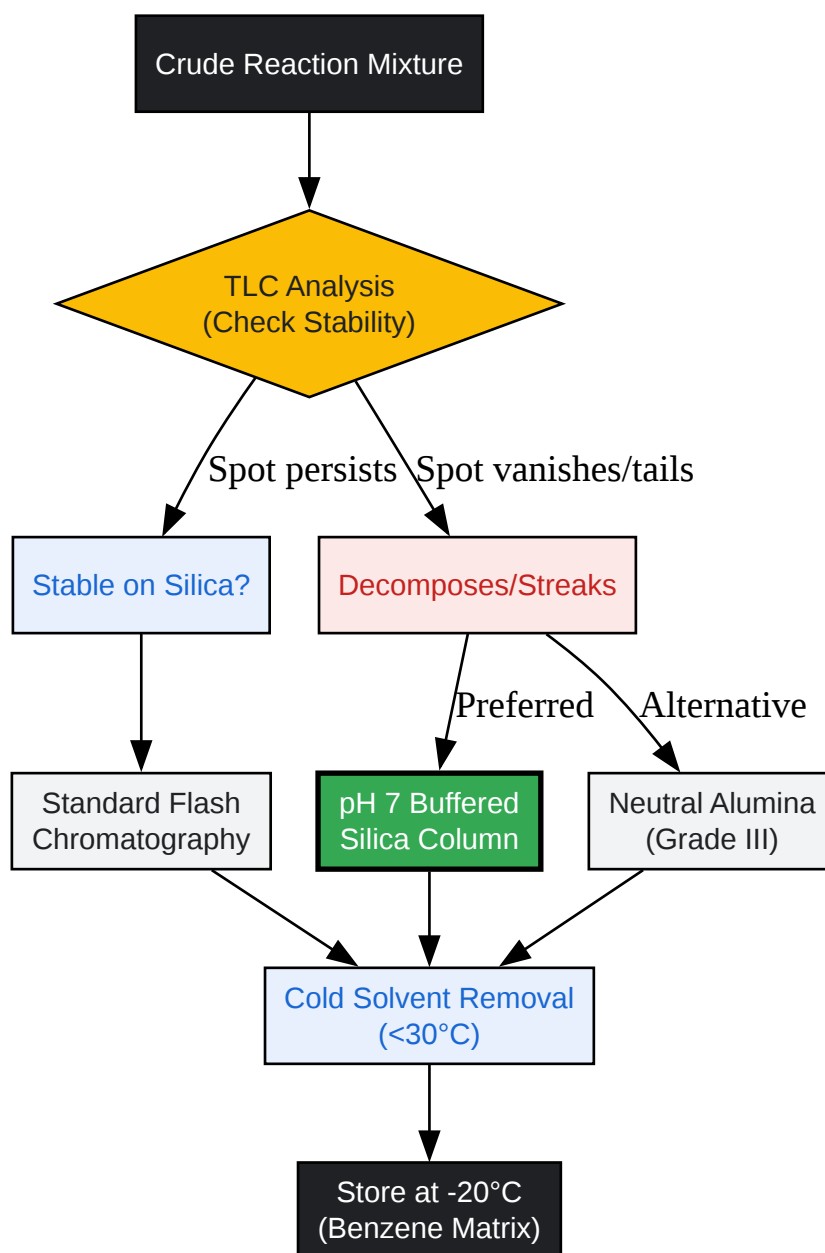 Crude Reaction Mixture
TLC Analysis
(Check Stability)
Spot persists
Spot vanishes/tails
Stable on Silica?
Decomposes/Streaks
Preferred
Alternative
Standard Flash
Chromatography
pH 7 Buffered
Silica Column
Neutral Alumina
(Grade III)
Cold Solvent Removal
(<30°C)
Store at -20°C
(Benzene Matrix)